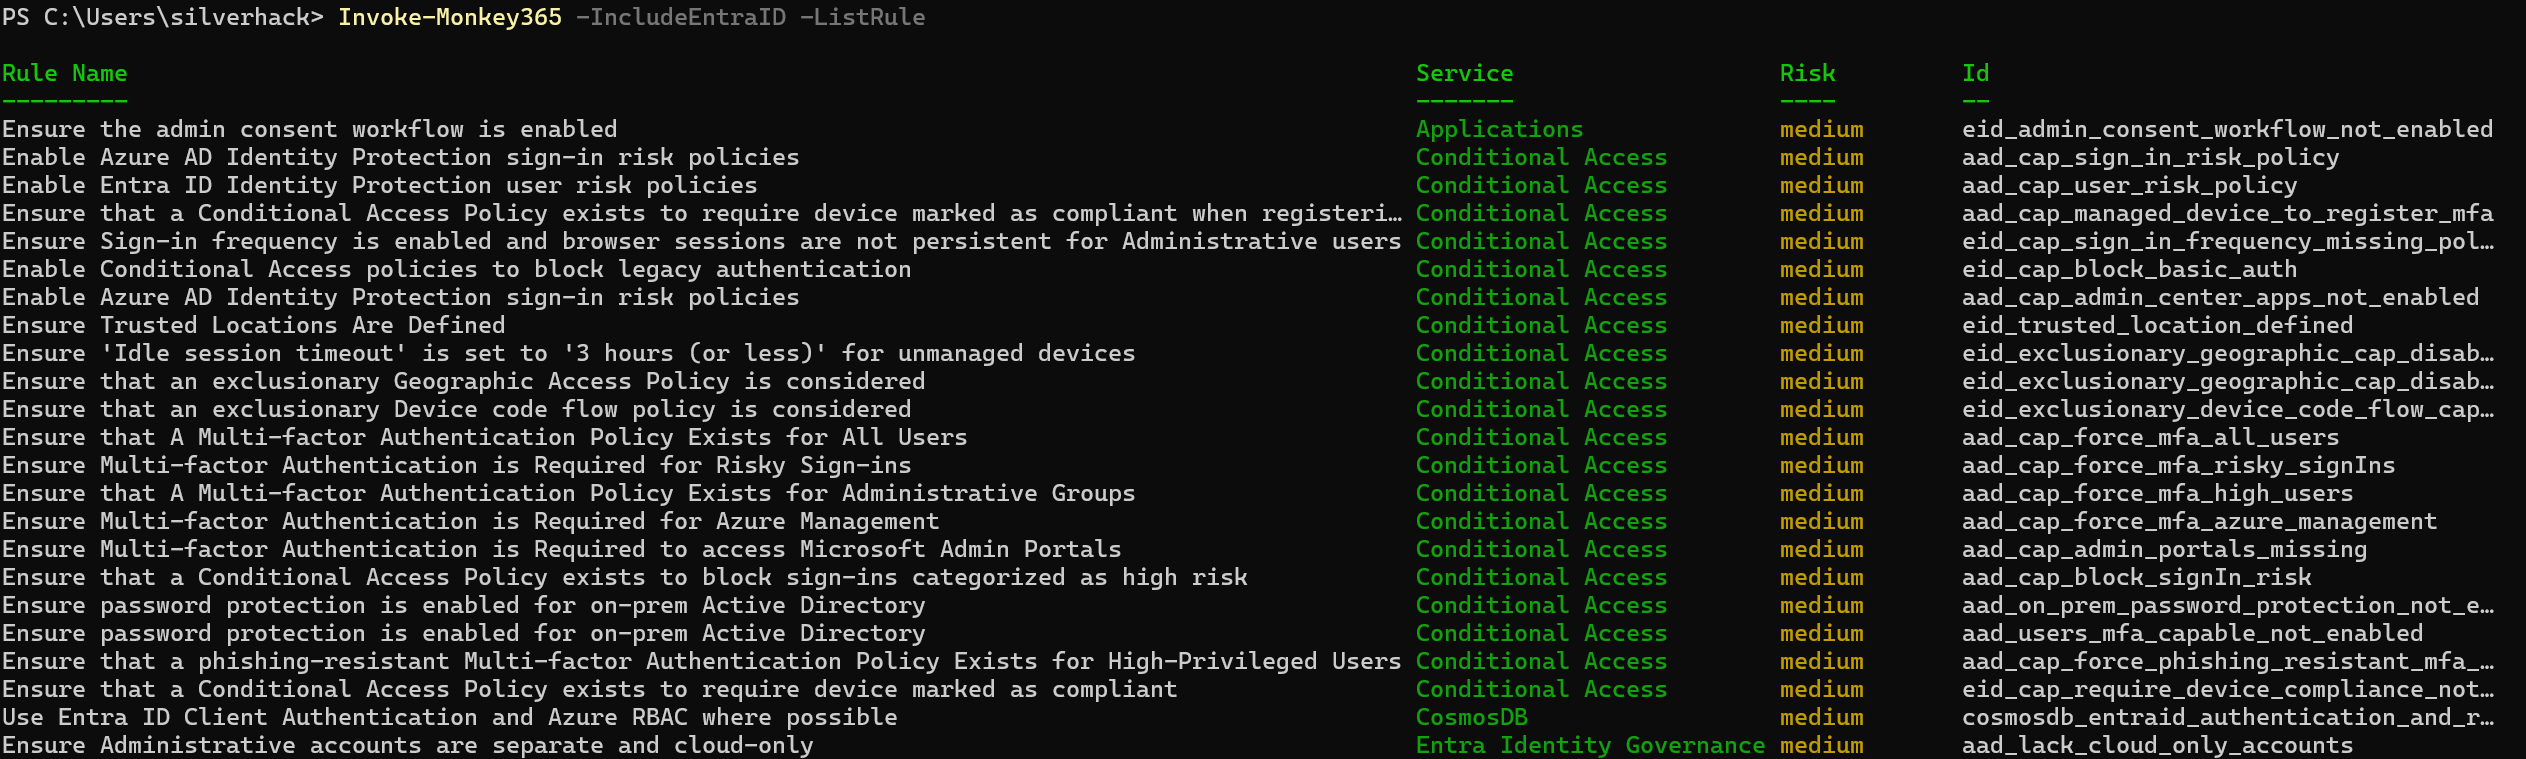 PS C:\Users\silverhack> Invoke-Monkey365 -IncludeEntraID -ListRule
Rule Name Service Risk Id
--------- ------- ---- --
Ensure the admin consent workflow is enabled Applications medium eid_admin_consent_workflow_not_enabled
Enable Azure AD Identity Protection sign-in risk policies Conditional Access medium aad_cap_sign_in_risk_policy
Enable Entra ID Identity Protection user risk policies Conditional Access medium aad_cap_user_risk_policy
Ensure that a Conditional Access Policy exists to require device marked as compliant when registeri… Conditional Access medium aad_cap_managed_device_to_register_mfa
Ensure Sign-in frequency is enabled and browser sessions are not persistent for Administrative users Conditional Access medium eid_cap_sign_in_frequency_missing_pol…
Enable Conditional Access policies to block legacy authentication Conditional Access medium eid_cap_block_basic_auth
Enable Azure AD Identity Protection sign-in risk policies Conditional Access medium aad_cap_admin_center_apps_not_enabled
Ensure Trusted Locations Are Defined Conditional Access medium eid_trusted_location_defined
Ensure 'Idle session timeout' is set to '3 hours (or less)' for unmanaged devices Conditional Access medium eid_exclusionary_geographic_cap_disab…
Ensure that an exclusionary Geographic Access Policy is considered Conditional Access medium eid_exclusionary_geographic_cap_disab…
Ensure that an exclusionary Device code flow policy is considered Conditional Access medium eid_exclusionary_device_code_flow_cap…
Ensure that A Multi-factor Authentication Policy Exists for All Users Conditional Access medium aad_cap_force_mfa_all_users
Ensure Multi-factor Authentication is Required for Risky Sign-ins Conditional Access medium aad_cap_force_mfa_risky_signIns
Ensure that A Multi-factor Authentication Policy Exists for Administrative Groups Conditional Access medium aad_cap_force_mfa_high_users
Ensure Multi-factor Authentication is Required for Azure Management Conditional Access medium aad_cap_force_mfa_azure_management
Ensure Multi-factor Authentication is Required to access Microsoft Admin Portals Conditional Access medium aad_cap_admin_portals_missing
Ensure that a Conditional Access Policy exists to block sign-ins categorized as high risk Conditional Access medium aad_cap_block_signIn_risk
Ensure password protection is enabled for on-prem Active Directory Conditional Access medium aad_on_prem_password_protection_not_e…
Ensure password protection is enabled for on-prem Active Directory Conditional Access medium aad_users_mfa_capable_not_enabled
Ensure that a phishing-resistant Multi-factor Authentication Policy Exists for High-Privileged Users Conditional Access medium aad_cap_force_phishing_resistant_mfa_…
Ensure that a Conditional Access Policy exists to require device marked as compliant Conditional Access medium eid_cap_require_device_compliance_not…
Use Entra ID Client Authentication and Azure RBAC where possible CosmosDB medium cosmosdb_entraid_authentication_and_r…
Ensure Administrative accounts are separate and cloud-only Entra Identity Governance medium aad_lack_cloud_only_accounts